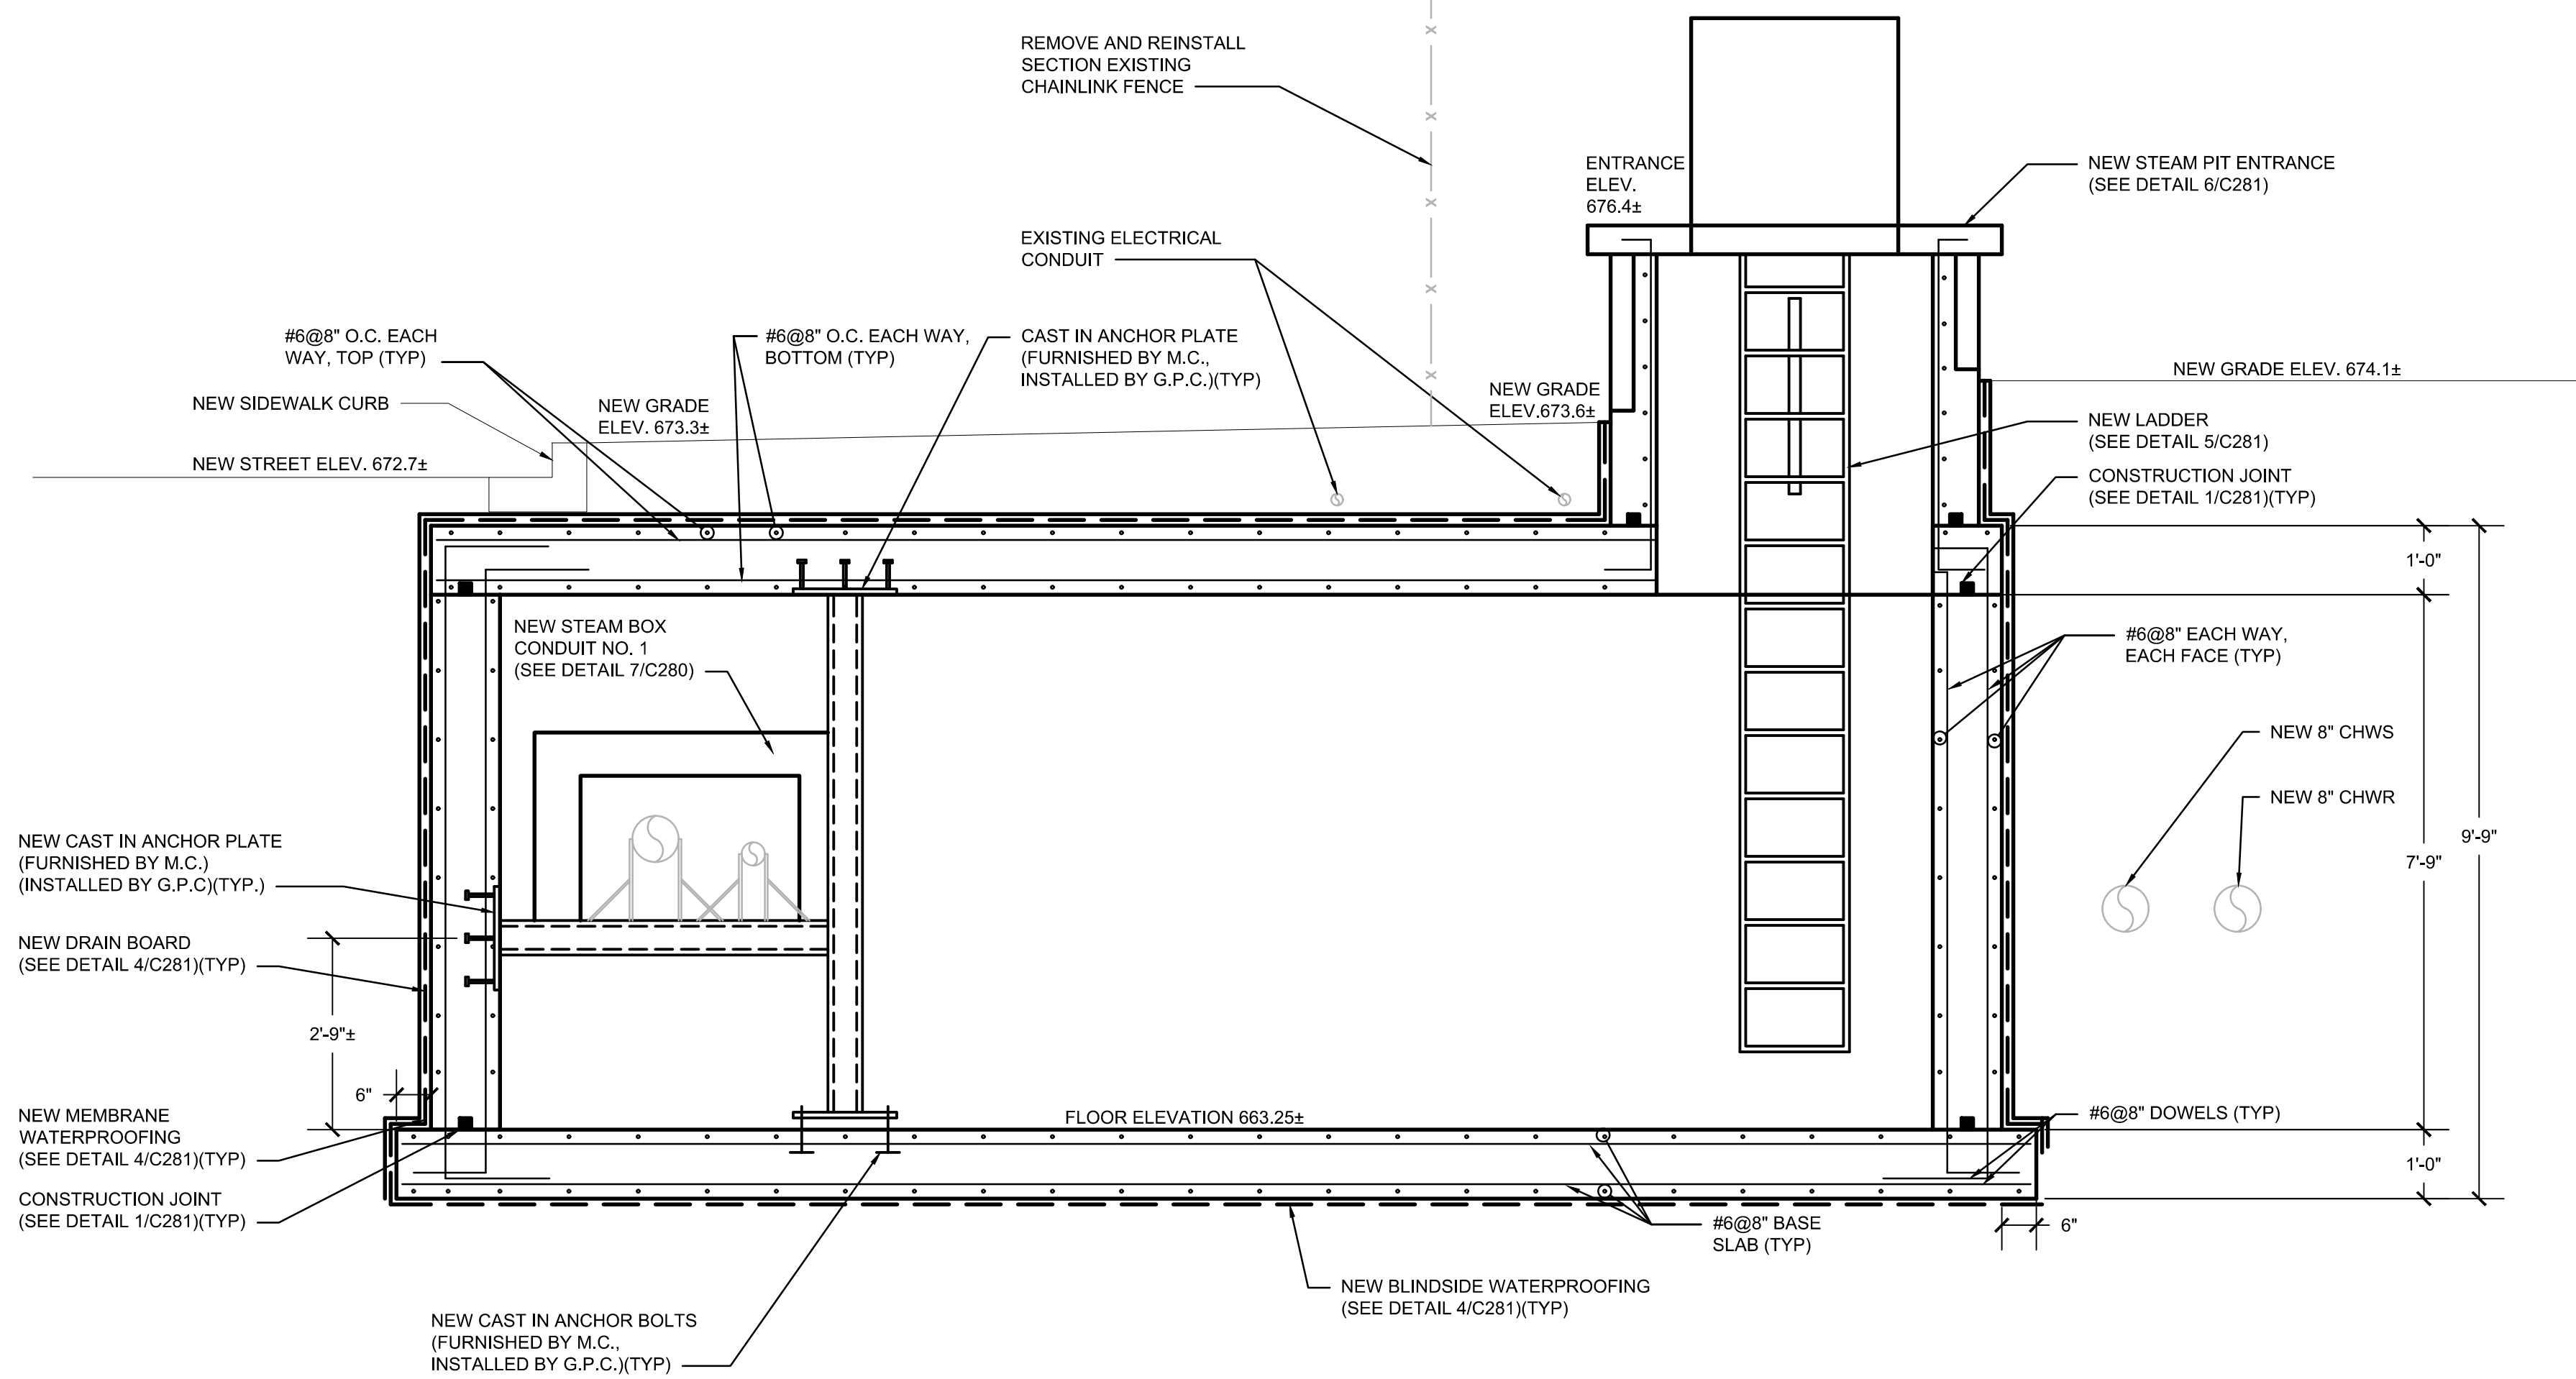 REMOVE AND REINSTALL
SECTION EXISTING
CHAINLINK FENCE
ENTRANCE
ELEV.
676.4±
NEW STEAM PIT ENTRANCE
(SEE DETAIL 6/C281)
EXISTING ELECTRICAL
CONDUIT
#6@8" O.C. EACH
WAY, TOP (TYP)
#6@8" O.C. EACH WAY,
BOTTOM (TYP)
CAST IN ANCHOR PLATE
(FURNISHED BY M.C.,
INSTALLED BY G.P.C.)(TYP)
NEW GRADE ELEV. 674.1±
NEW SIDEWALK CURB
NEW GRADE
ELEV. 673.3±
NEW GRADE
ELEV.673.6±
NEW LADDER
(SEE DETAIL 5/C281)
NEW STREET ELEV. 672.7±
CONSTRUCTION JOINT
(SEE DETAIL 1/C281)(TYP)
1'-0"
NEW STEAM BOX
CONDUIT NO. 1
(SEE DETAIL 7/C280)
#6@8" EACH WAY,
EACH FACE (TYP)
NEW 8" CHWS
NEW 8" CHWR
9'-9"
7'-9"
NEW CAST IN ANCHOR PLATE
(FURNISHED BY M.C.)
(INSTALLED BY G.P.C)(TYP.)
NEW DRAIN BOARD
(SEE DETAIL 4/C281)(TYP)
2'-9"±
6"
NEW MEMBRANE
WATERPROOFING
(SEE DETAIL 4/C281)(TYP)
FLOOR ELEVATION 663.25±
#6@8" DOWELS (TYP)
1'-0"
CONSTRUCTION JOINT
(SEE DETAIL 1/C281)(TYP)
#6@8" BASE
SLAB (TYP)
6"
NEW BLINDSIDE WATERPROOFING
(SEE DETAIL 4/C281)(TYP)
NEW CAST IN ANCHOR BOLTS
(FURNISHED BY M.C.,
INSTALLED BY G.P.C.)(TYP)